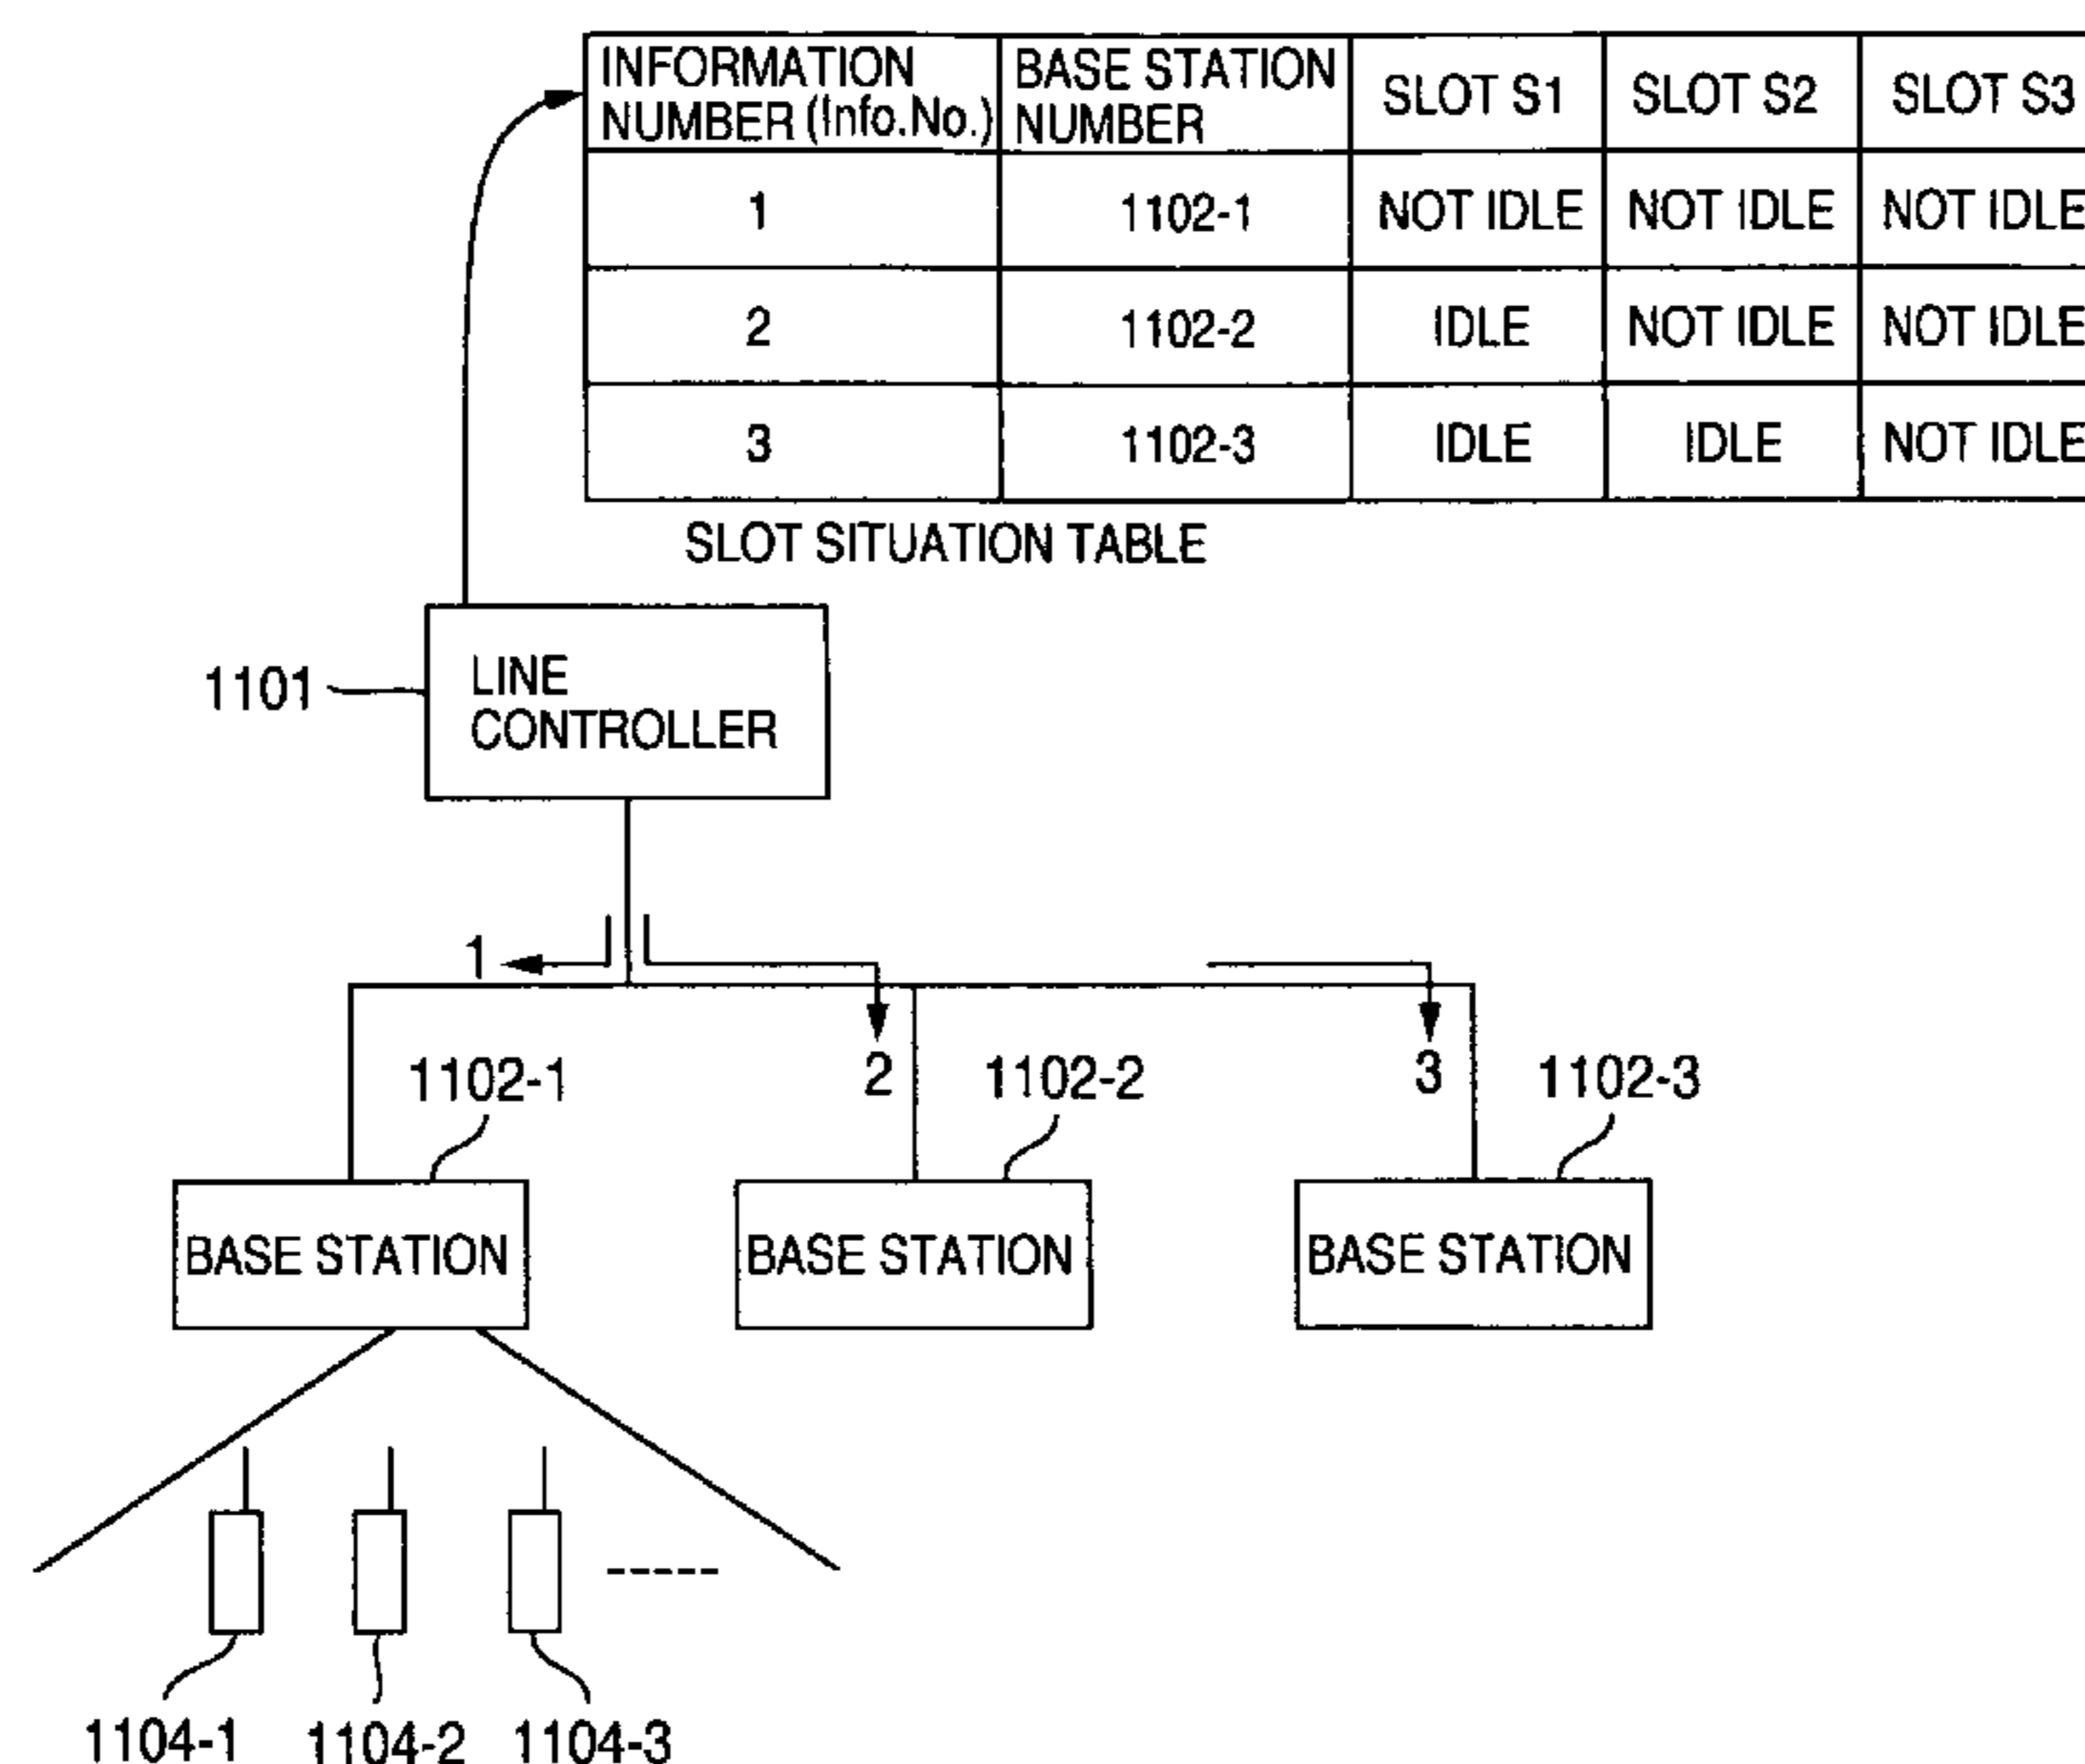 INFORMATION NUMBER (Info.No.) BASE STATION NUMBER SLOT S1 SLOT S2 SLOT S3
1 1102-1 NOT IDLE NOT IDLE NOT IDLE
2 1102-2 IDLE NOT IDLE NOT IDLE
3 1102-3 IDLE IDLE NOT IDLE
SLOT SITUATION TABLE
1101
LINE
CONTROLLER
1
2
3
1102-1
1102-2
1102-3
BASE STATION
BASE STATION
BASE STATION
1104-1
1104-2
1104-3